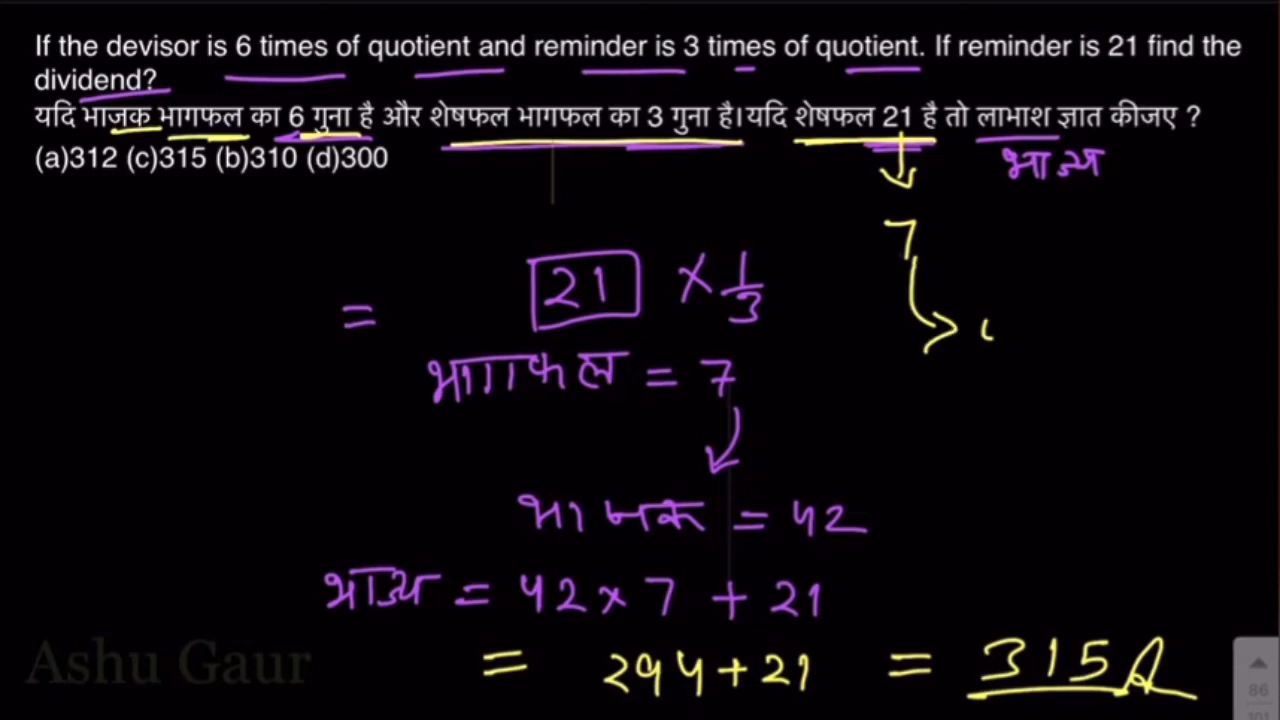 If the devisor is 6 times of quotient and reminder is 3 times of quotient. If reminder is 21 find the
dividend?
यदि भाजक भागफल का 6 गुना है और शेषफल भागफल का 3 गुना है।यदि शेषफल 21 है तो लाभाश ज्ञात कीजए ?
(a)312 (c)315 (b)310 (d)300
भाज्य
7
= 21 × 1/3
भागफल = 7
भाजक = 42
भाज्य = 42 × 7 + 21
= 294 + 21 = 315
Ashu Gaur
86